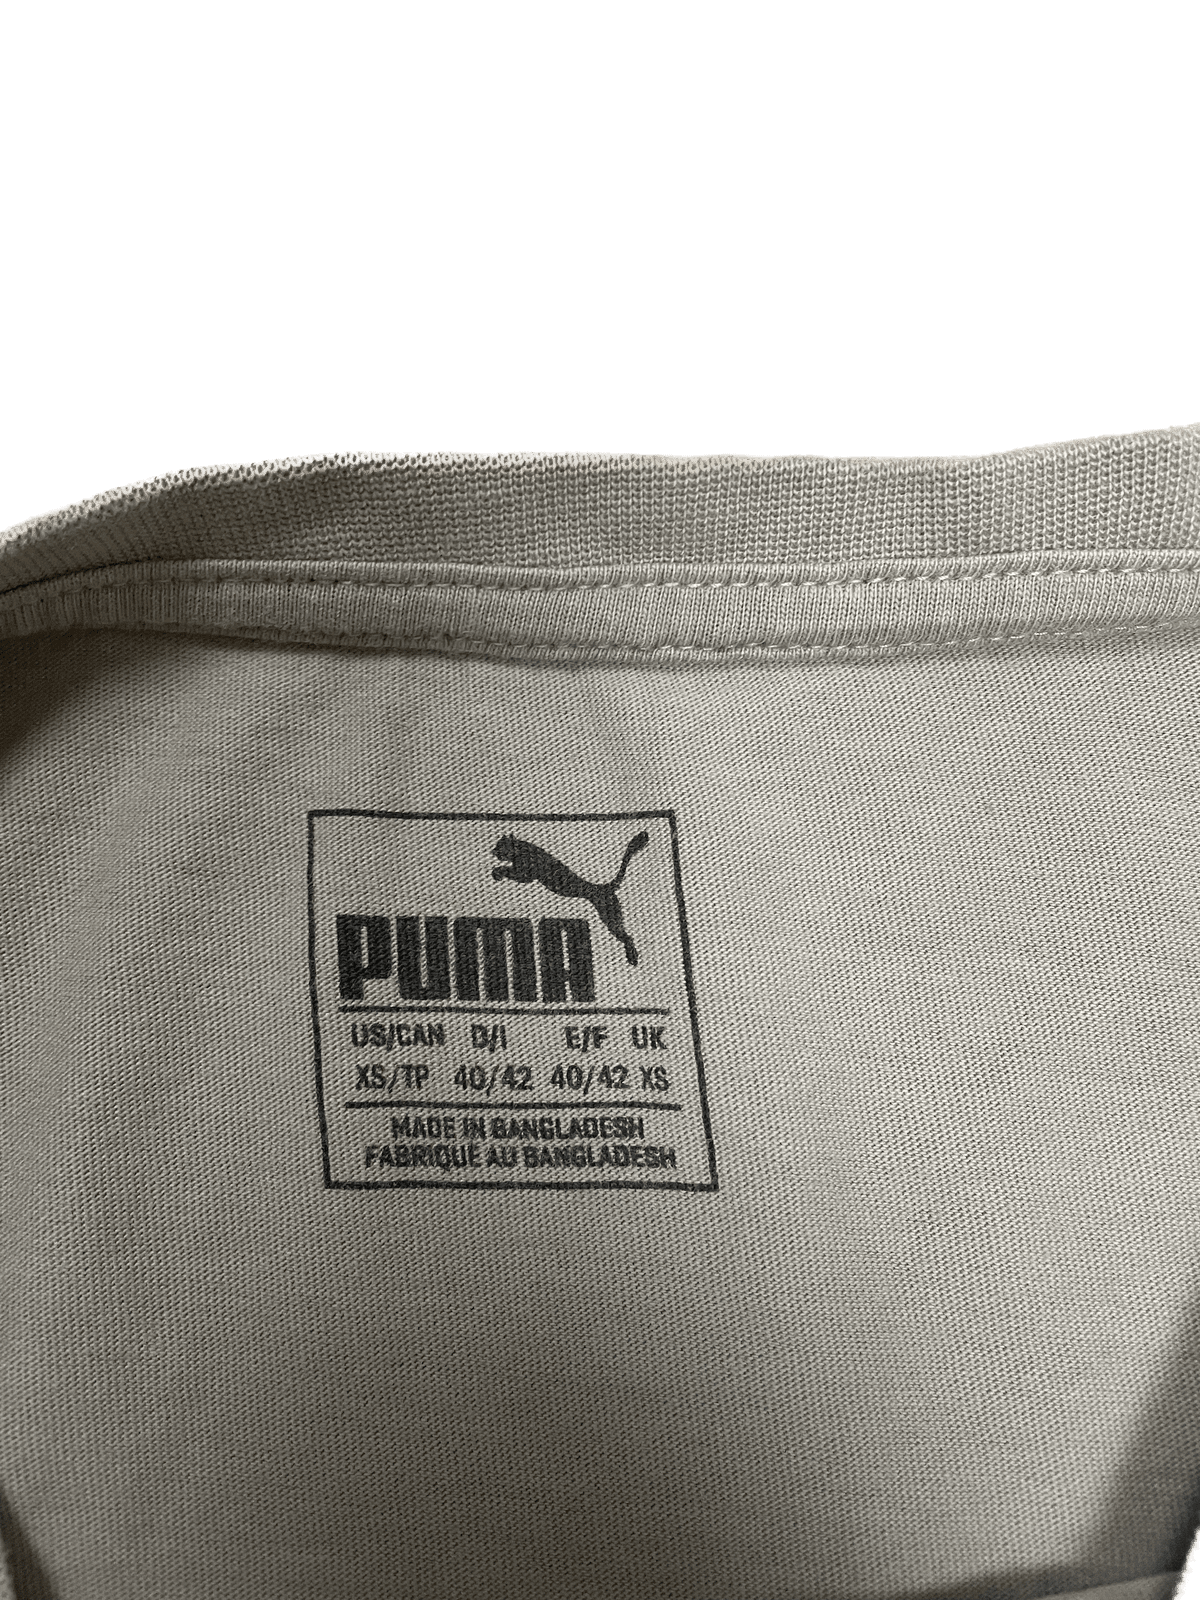 PUMA
US/CAN D/I E/F UK
XS/TP 40/42 40/42 XS
MADE IN BANGLADESH
FABRIQUE AU BANGLADESH